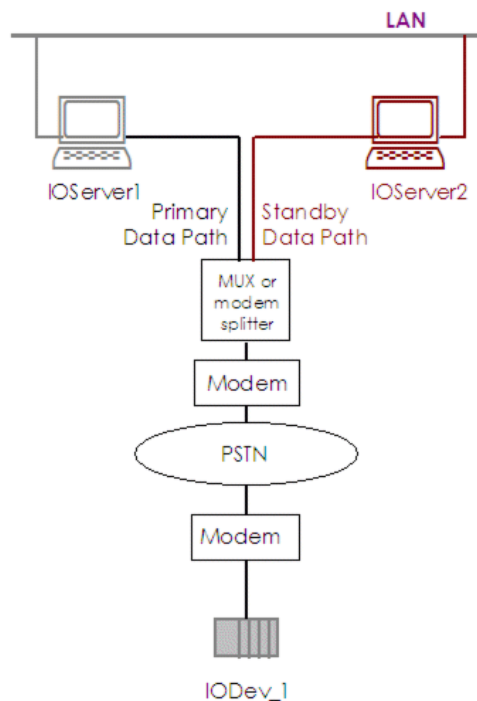 LAN
IOServer1
IOServer2
Primary
Data Path
Standby
Data Path
MUX or
modem
splitter
Modem
PSTN
Modem
IODev_1